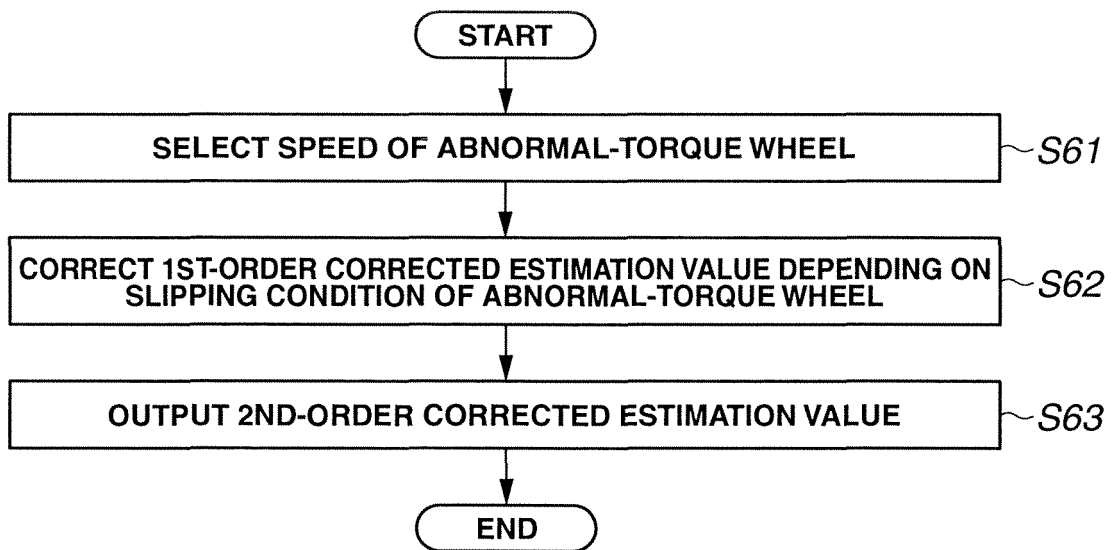 START
SELECT SPEED OF ABNORMAL-TORQUE WHEEL
S61
CORRECT 1ST-ORDER CORRECTED ESTIMATION VALUE DEPENDING ON
SLIPPING CONDITION OF ABNORMAL-TORQUE WHEEL
S62
OUTPUT 2ND-ORDER CORRECTED ESTIMATION VALUE
S63
END